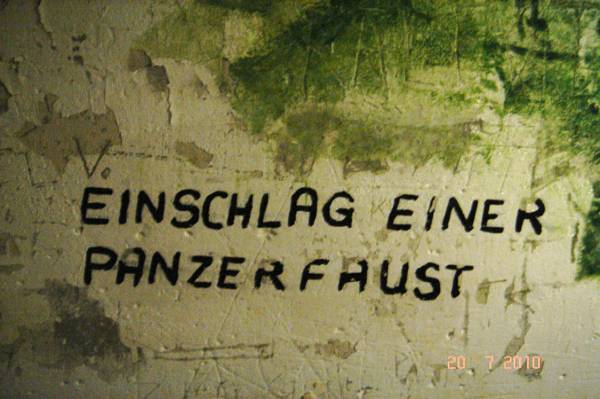 V.
EINSCHLAG EINER
PANZERFAUST
20 7 2010